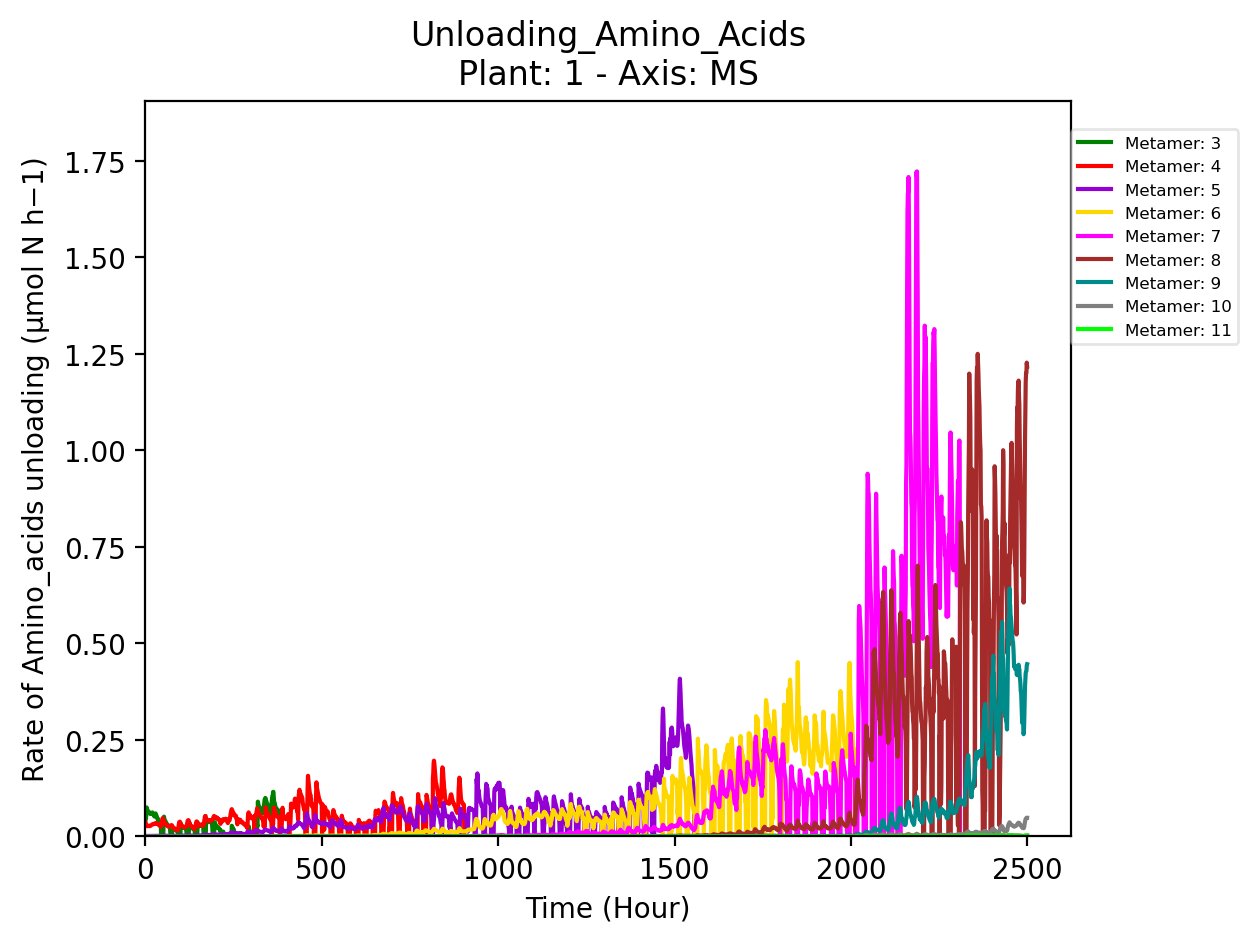 Unloading_Amino_Acids
Plant: 1 - Axis: MS
Rate of Amino_acids unloading (µmol N h−1)
1.75
1.50
1.25
1.00
0.75
0.50
0.25
0.00
0 500 1000 1500 2000 2500
Time (Hour)
Metamer: 3
Metamer: 4
Metamer: 5
Metamer: 6
Metamer: 7
Metamer: 8
Metamer: 9
Metamer: 10
Metamer: 11